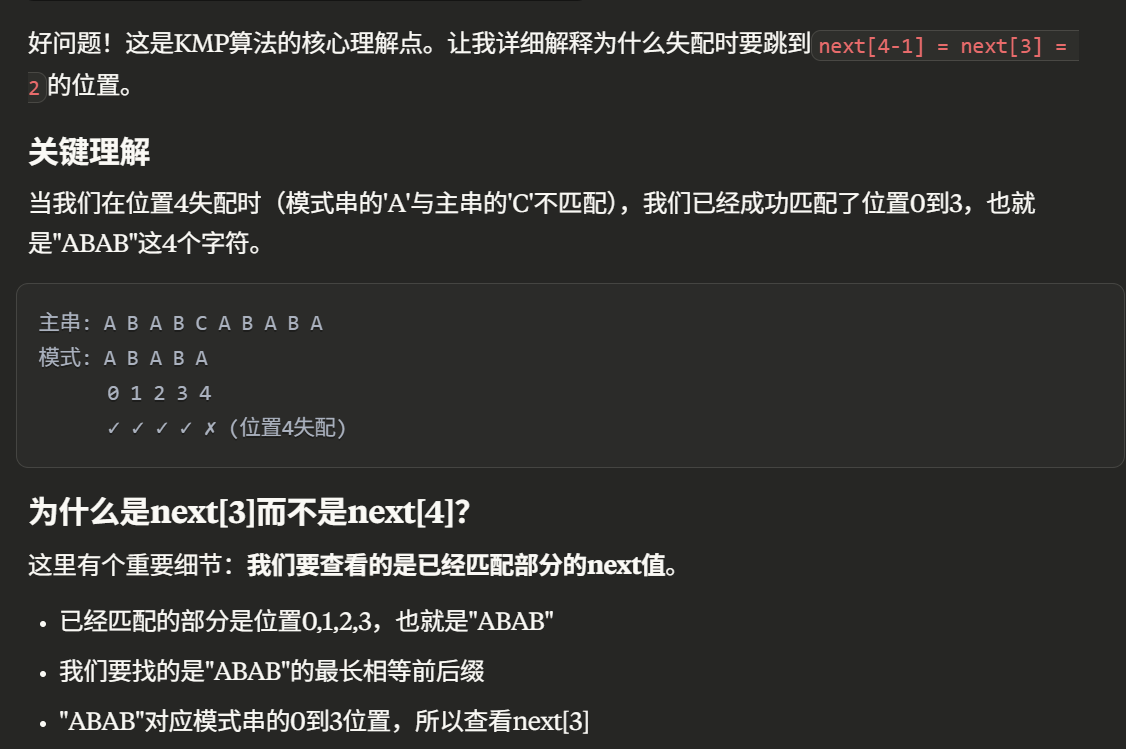 好问题！这是KMP算法的核心理解点。让我详细解释为什么失配时要跳到next[4-1] = next[3] =
2的位置。
关键理解
当我们在位置4失配时（模式串的'A'与主串的'C'不匹配），我们已经成功匹配了位置0到3，也就
是"ABAB"这4个字符。
主串: A B A B C A B A B A
模式: A B A B A
0 1 2 3 4
✓ ✓ ✓ ✓ ✗ (位置4失配)
为什么是next[3]而不是next[4]？
这里有个重要细节：我们要查看的是已经匹配部分的next值。
• 已经匹配的部分是位置0,1,2,3，也就是"ABAB"
• 我们要找的是"ABAB"的最长相等前后缀
• "ABAB"对应模式串的0到3位置，所以查看next[3]